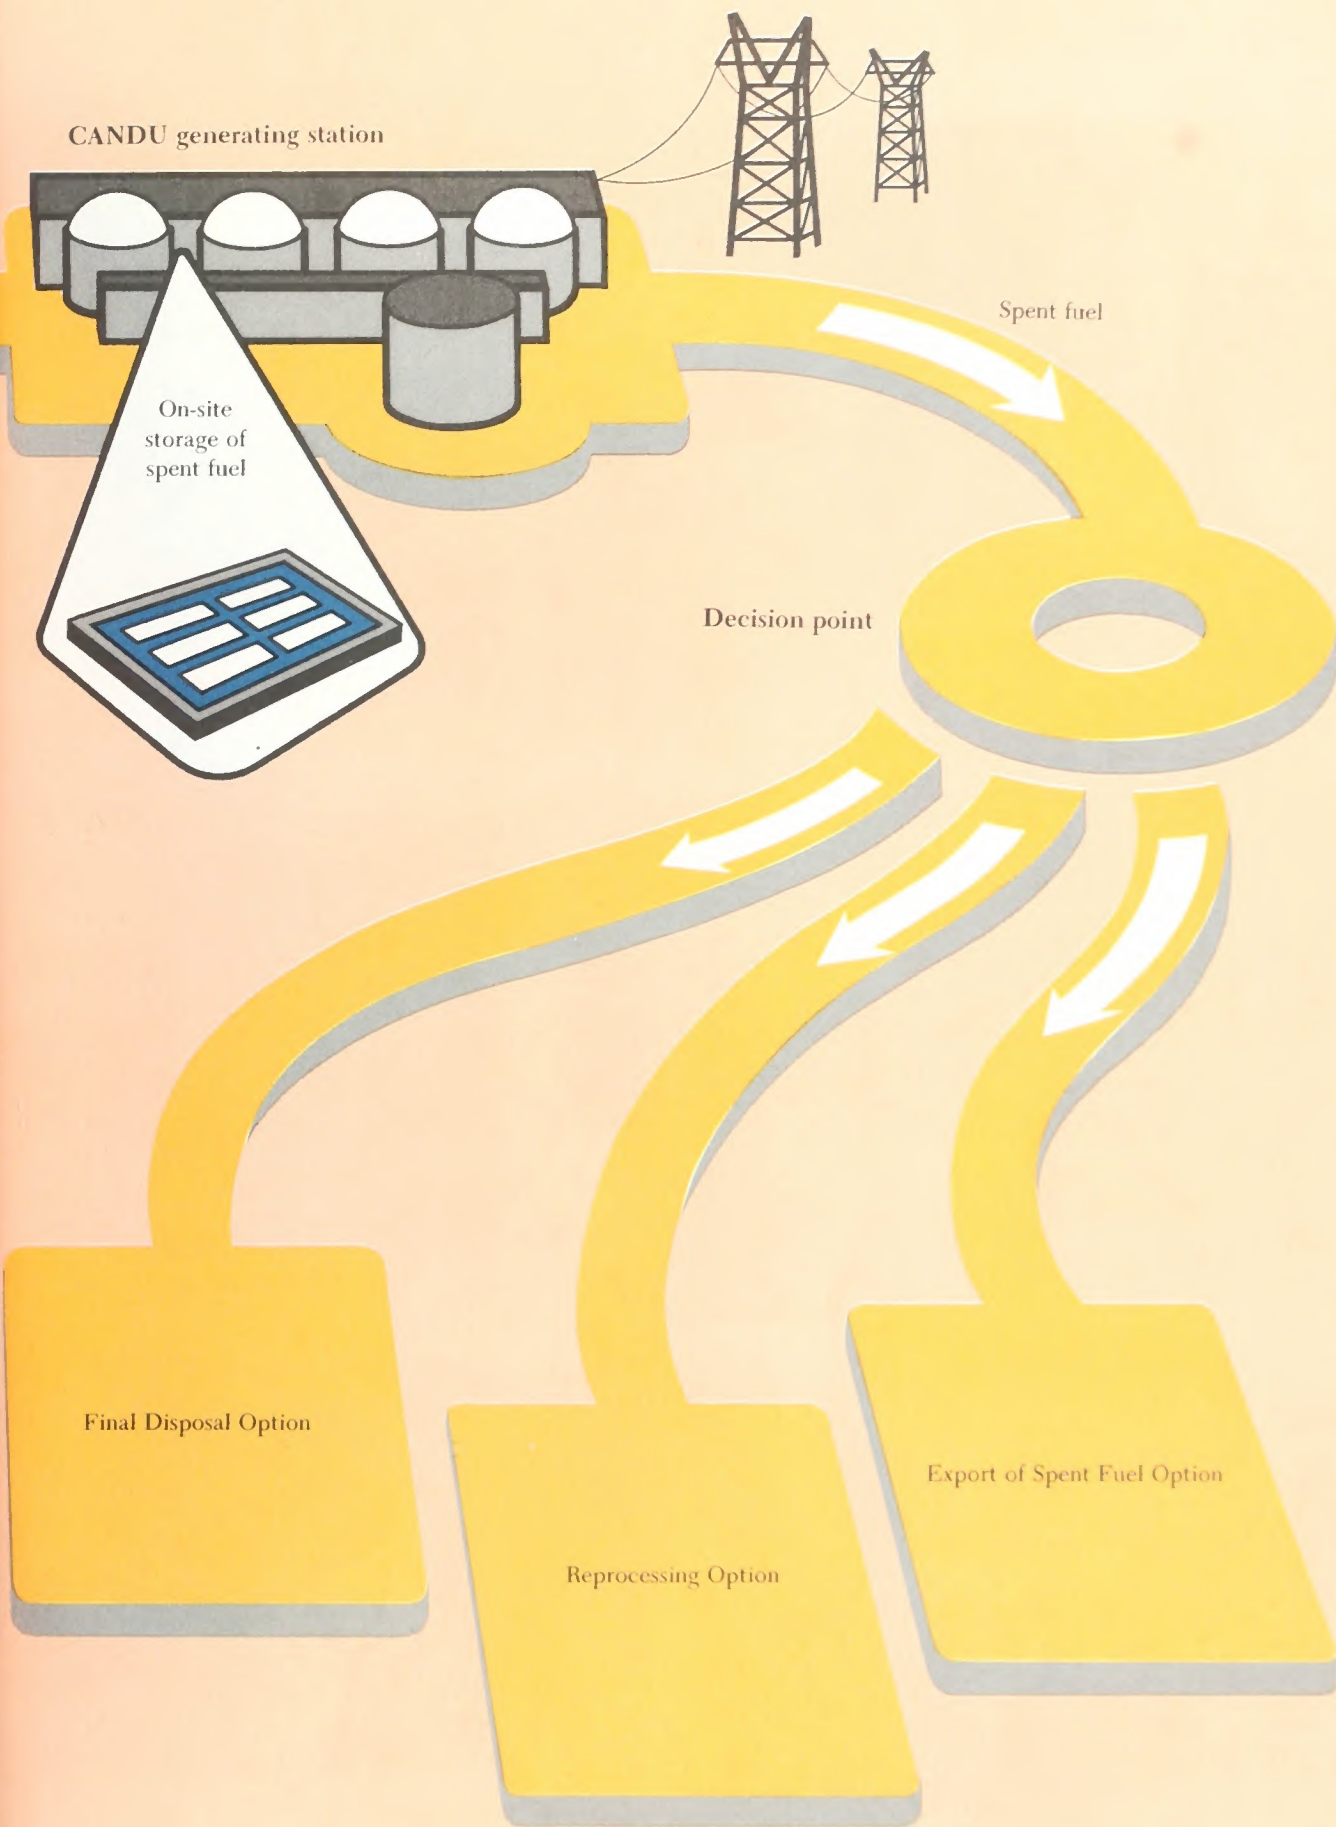 CANDU generating station
Spent fuel
On-site
storage of
spent fuel
Decision point
Final Disposal Option
Export of Spent Fuel Option
Reprocessing Option